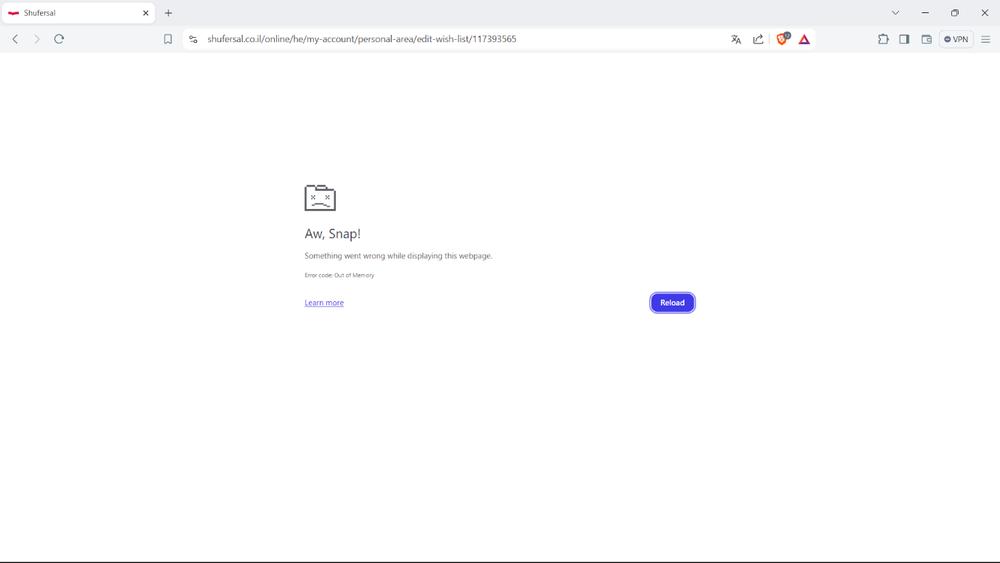 Shufersal
shufersal.co.il/online/he/my-account/personal-area/edit-wish-list/117393565
12
VPN
Aw, Snap!
Something went wrong while displaying this webpage.
Error code: Out of Memory
Learn more
Reload